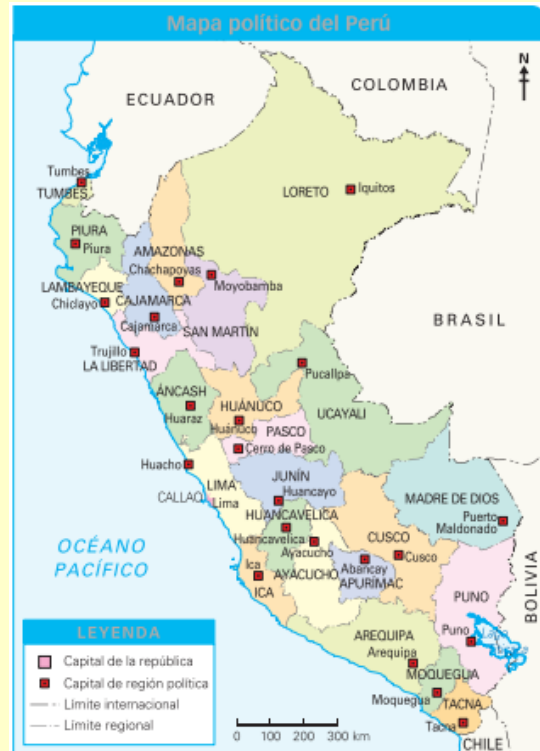 Mapa político del Perú
N
COLOMBIA
ECUADOR
Tumbes
TUMBES
LORETO
Iquitos
PIURA
Piura
AMAZONAS
Chachapoyas
Moyobamba
LAMBAYEQUE
Chiclayo
CAJAMARCA
Cajamarca
SAN MARTÍN
BRASIL
Trujillo
LA LIBERTAD
Pucallpa
ÁNCASH
Huaraz
HUÁNUCO
Huánuco
UCAYALI
PASCO
Cerro de Pasco
Huacho
LIMA
Lima
CALLAO
JUNÍN
Huancayo
MADRE DE DIOS
Puerto
Maldonado
HUANCAVELICA
Huancavelica
Ayacucho
AYACUCHO
CUSCO
Cusco
Abancay
APURÍMAC
OCÉANO
PACÍFICO
Ica
ICA
PUNO
Puno
BOLIVIA
AREQUIPA
Arequipa
MOQUEGUA
Moquegua
TACNA
Tacna
CHILE
LEYENDA
Capital de la república
Capital de región política
Límite internacional
Límite regional
0 100 200 300 km